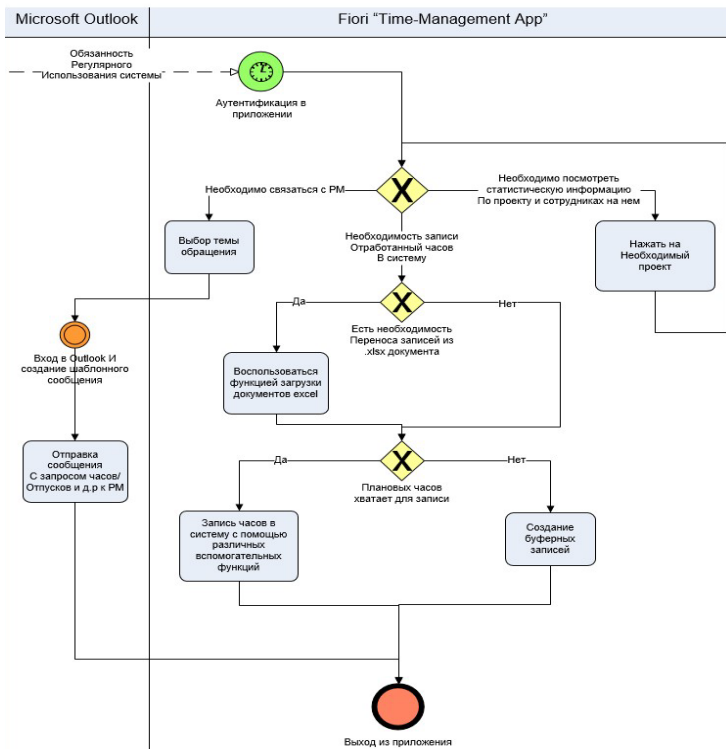 Microsoft Outlook
Fiori “Time-Management App”
Обязанность
Регулярного
Использования системы
Аутентификация в
приложении
Необходимо связаться с PM
Необходимо посмотреть
статистическую информацию
По проекту и сотрудниках на нем
X
Выбор темы
обращения
Необходимость записи
Отработанный часов
В систему
Нажать на
Необходимый
проект
Да
X
Нет
Есть необходимость
Переноса записей из
.xlsx документа
Вход в Outlook И
создание шаблонного
сообщения
Воспользоваться
функцией загрузки
документов excel
Отправка
сообщения
С запросом часов/
Отпусков и д.р к PM
Да
X
Нет
Плановых часов
хватает для записи
Запись часов в
систему с помощью
различных
вспомогательных
функций
Создание
буферных
записей
Выход из приложения